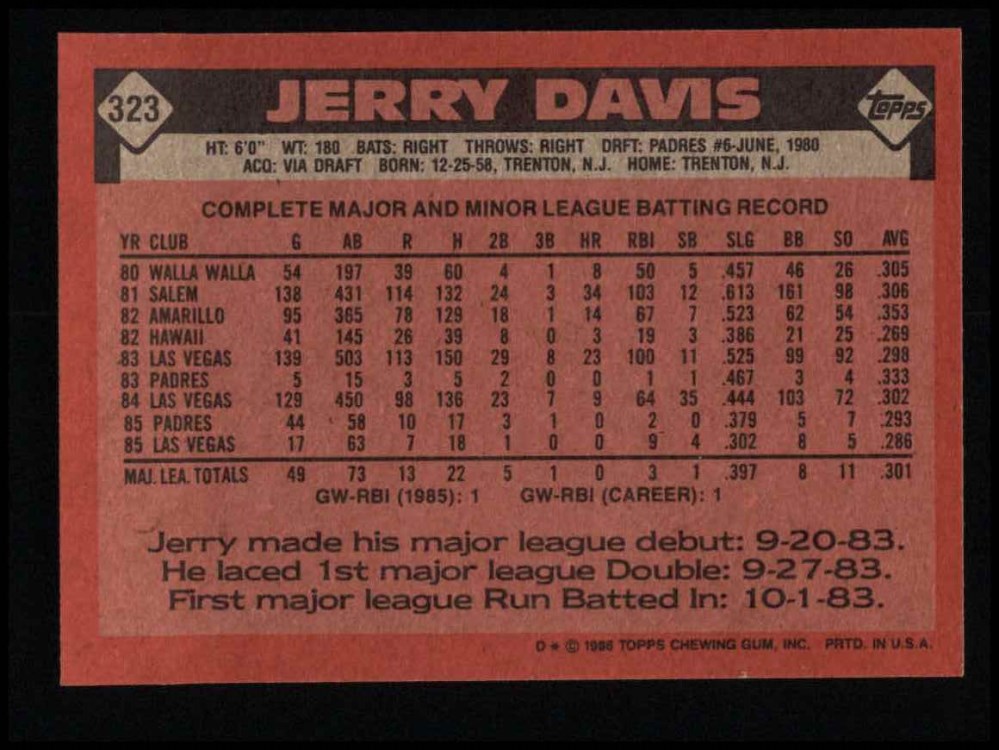 323 JERRY DAVIS Topps
HT: 6'0" WT: 180 BATS: RIGHT THROWS: RIGHT DRFT: PADRES #6-JUNE, 1980
ACQ: VIA DRAFT BORN: 12-25-58, TRENTON, N.J. HOME: TRENTON, N.J.
COMPLETE MAJOR AND MINOR LEAGUE BATTING RECORD
YR CLUB G AB R H 2B 3B HR RBI SB SLG BB SO AVG
80 WALLA WALLA 54 197 39 60 4 1 8 50 5 .457 46 26 .305
81 SALEM 138 431 114 132 24 3 34 103 12 .613 161 98 .306
82 AMARILLO 95 365 78 129 18 1 14 67 7 .523 62 54 .353
82 HAWAII 41 145 26 39 8 0 3 19 3 .386 21 25 .269
83 LAS VEGAS 139 503 113 150 29 8 23 100 11 .525 99 92 .298
83 PADRES 5 15 3 5 2 0 0 1 1 .467 3 4 .333
84 LAS VEGAS 129 450 98 136 23 7 9 64 35 .444 103 72 .302
85 PADRES 44 58 10 17 3 1 0 2 0 .379 5 7 .293
85 LAS VEGAS 17 63 7 18 1 0 0 9 4 .302 8 5 .286
MAJ. LEA. TOTALS 49 73 13 22 5 1 0 3 1 .397 8 11 .301
GW-RBI (1985): 1 GW-RBI (CAREER): 1
Jerry made his major league debut: 9-20-83.
He laced 1st major league Double: 9-27-83.
First major league Run Batted In: 10-1-83.
D * © 1986 TOPPS CHEWING GUM, INC. PRTD. IN U.S.A.